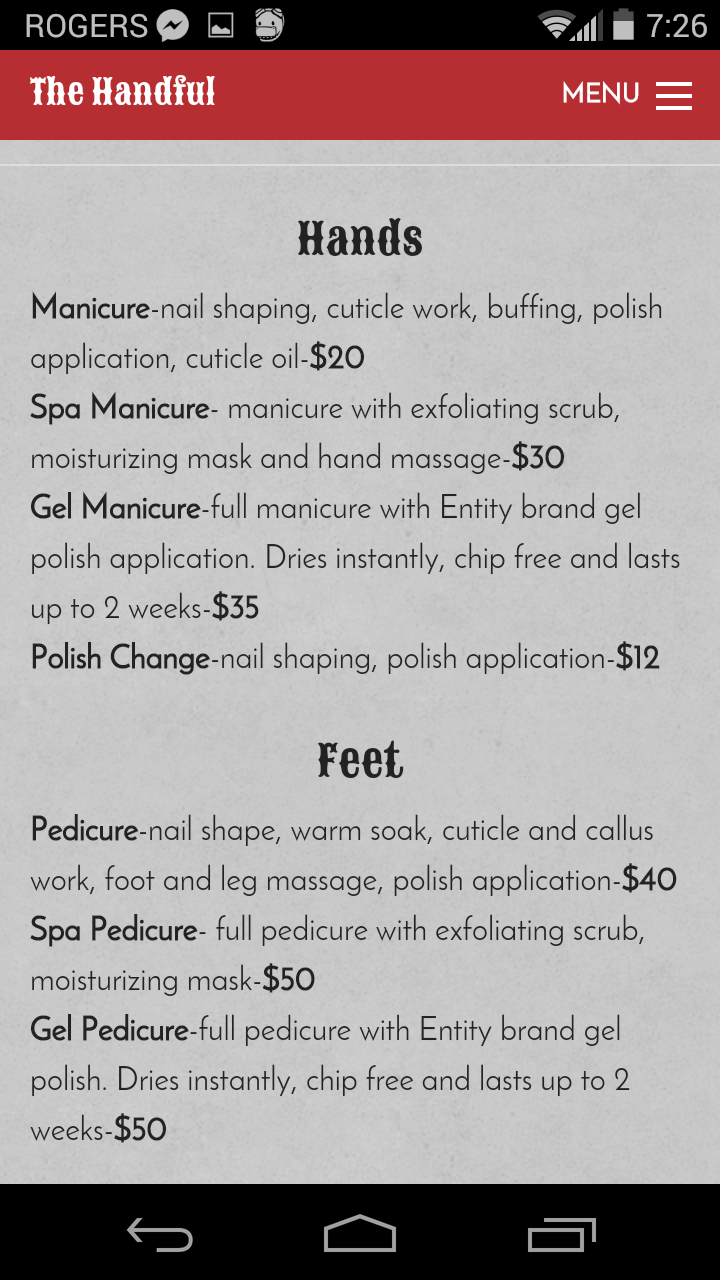 ROGERS 7:26
The Handful MENU
Hands
Manicure-nail shaping, cuticle work, buffing, polish
application, cuticle oil-$20
Spa Manicure- manicure with exfoliating scrub,
moisturizing mask and hand massage-$30
Gel Manicure-full manicure with Entity brand gel
polish application. Dries instantly, chip free and lasts
up to 2 weeks-$35
Polish Change-nail shaping, polish application-$12
Feet
Pedicure-nail shape, warm soak, cuticle and callus
work, foot and leg massage, polish application-$40
Spa Pedicure- full pedicure with exfoliating scrub,
moisturizing mask-$50
Gel Pedicure-full pedicure with Entity brand gel
polish. Dries instantly, chip free and lasts up to 2
weeks-$50